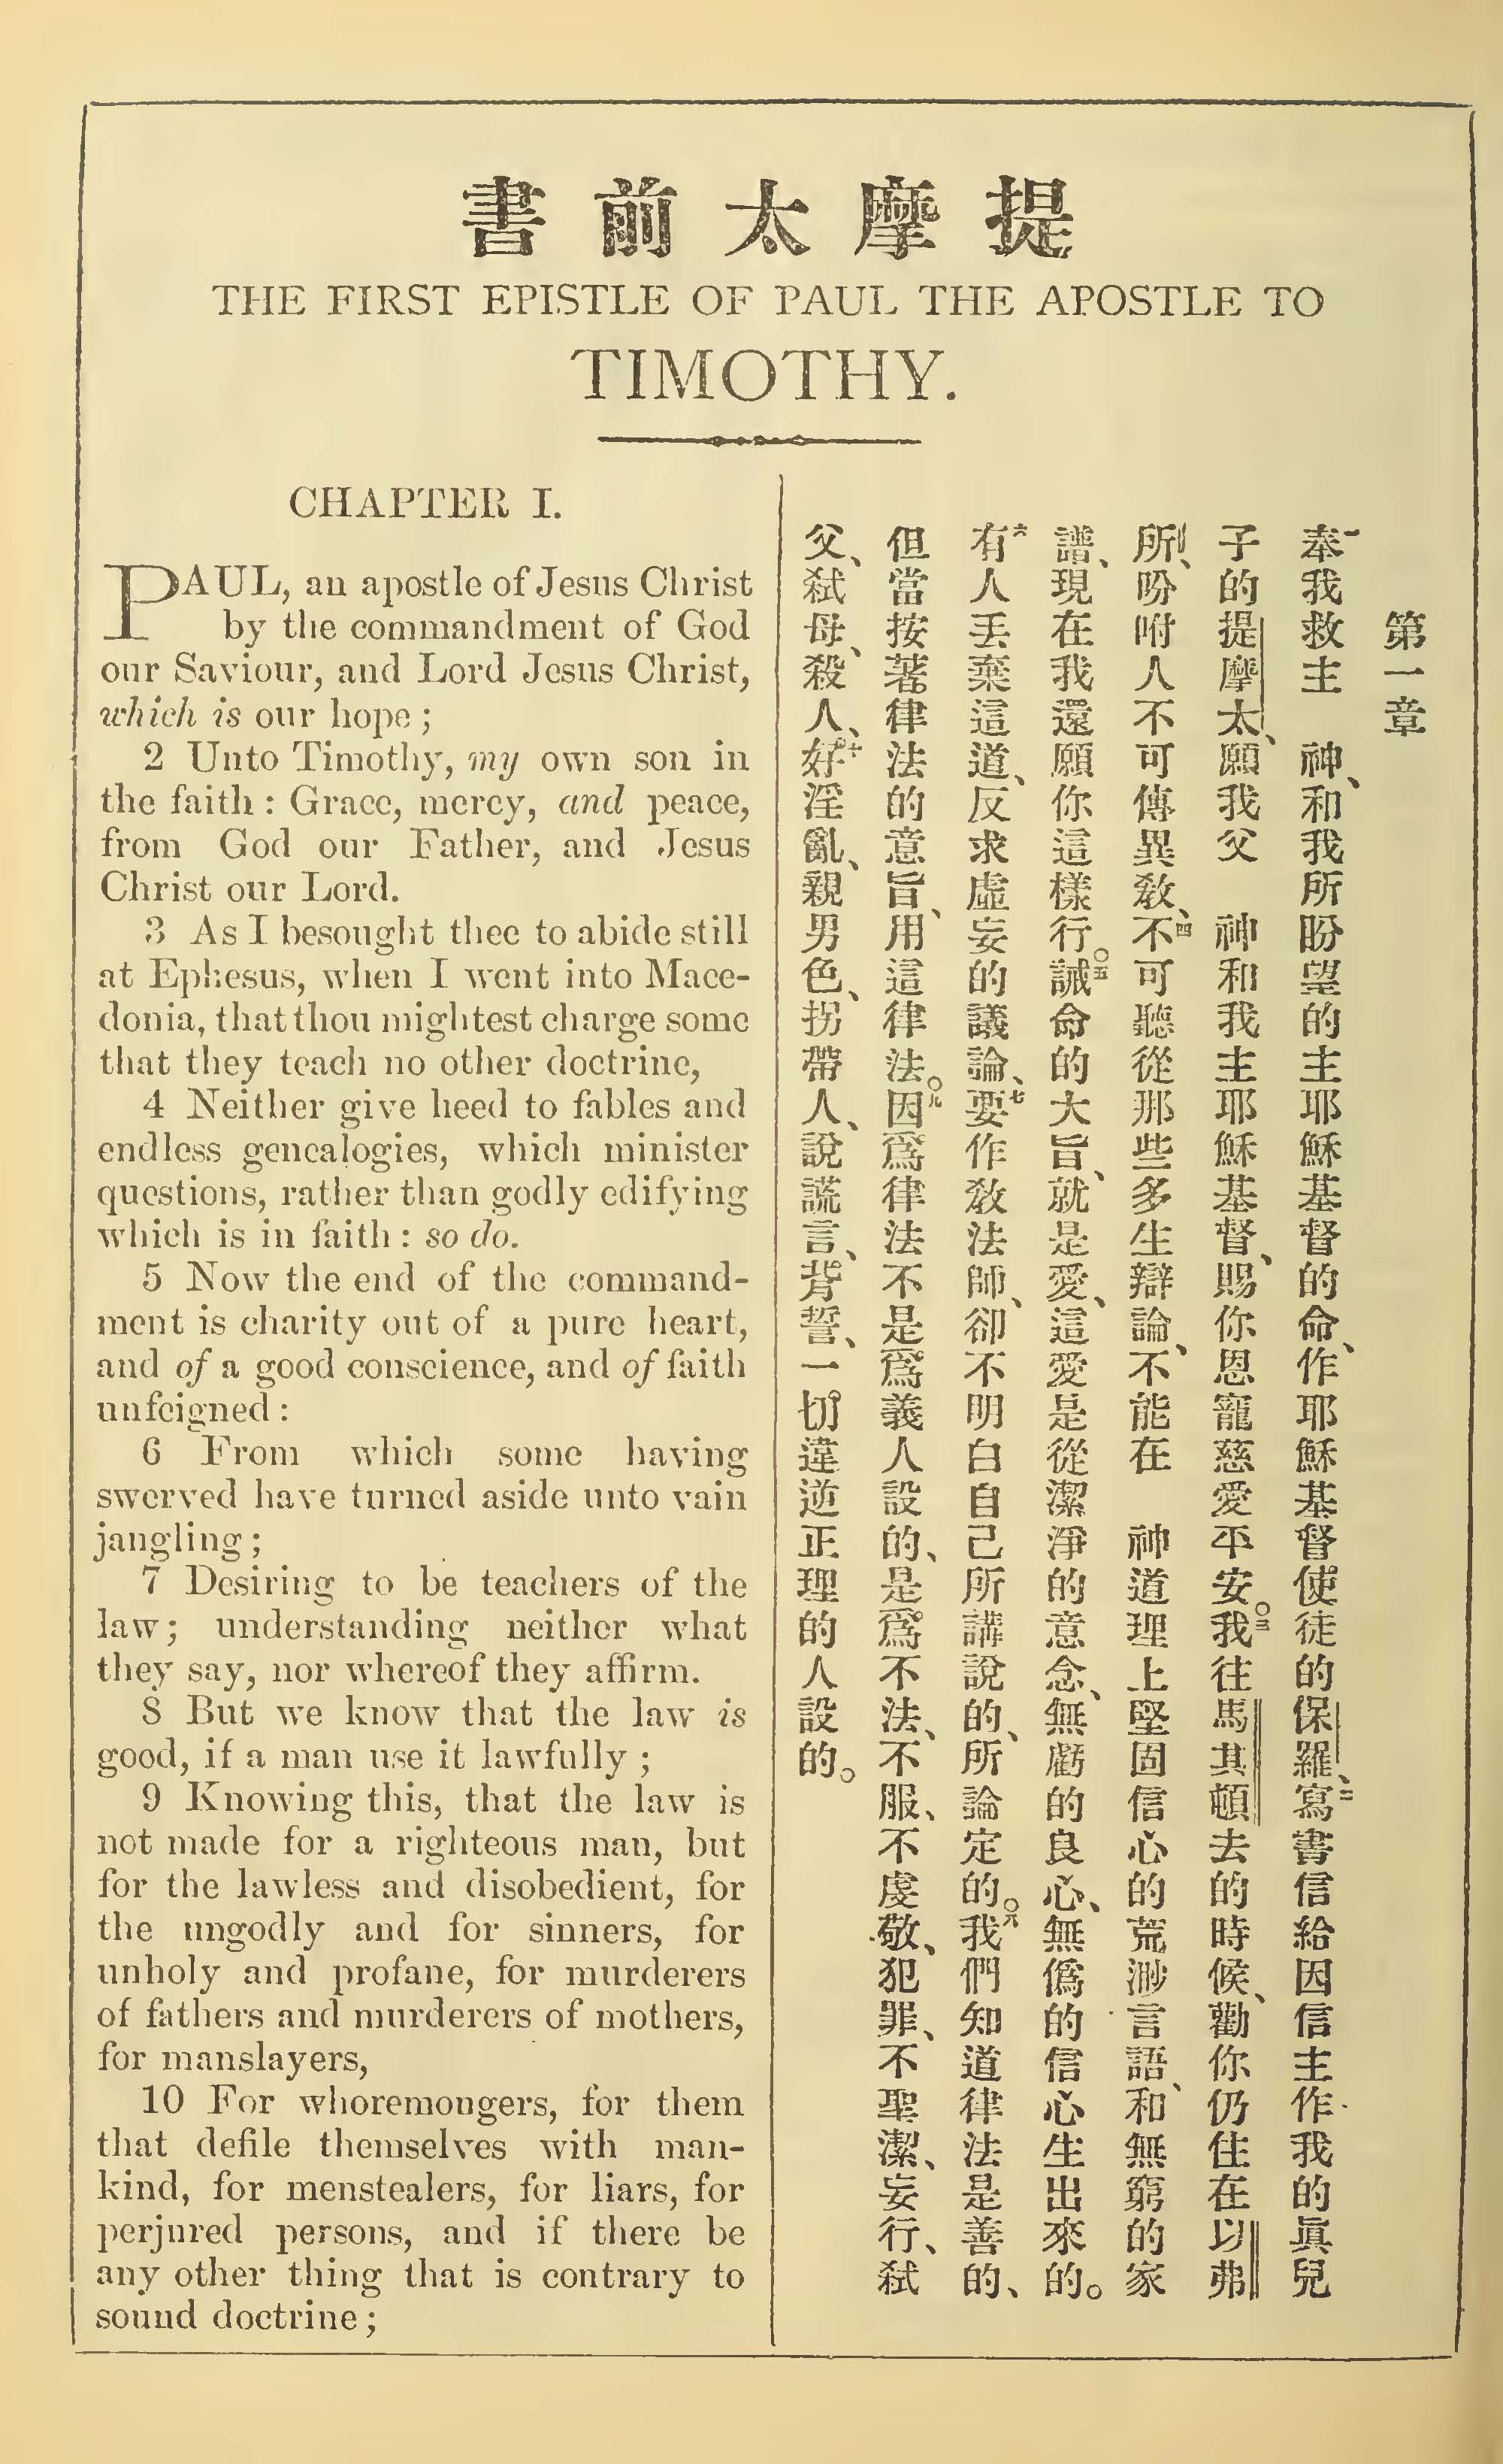 提摩太前書
THE FIRST EPISTLE OF PAUL THE APOSTLE TO
TIMOTHY.
CHAPTER I.
PAUL, an apostle of Jesus Christ
by the commandment of God
our Saviour, and Lord Jesus Christ,
which is our hope;
2 Unto Timothy, my own son in
the faith: Grace, mercy, and peace,
from God our Father, and Jesus
Christ our Lord.
3 As I besought thee to abide still
at Ephesus, when I went into Mace-
donia, that thou mightest charge some
that they teach no other doctrine,
4 Neither give heed to fables and
endless genealogies, which minister
questions, rather than godly edifying
which is in faith: so do.
5 Now the end of the command-
ment is charity out of a pure heart,
and of a good conscience, and of faith
unfeigned:
6 From which some having
swerved have turned aside unto vain
jangling;
7 Desiring to be teachers of the
law; understanding neither what
they say, nor whereof they affirm.
8 But we know that the law is
good, if a man use it lawfully;
9 Knowing this, that the law is
not made for a righteous man, but
for the lawless and disobedient, for
the ungodly and for sinners, for
unholy and profane, for murderers
of fathers and murderers of mothers,
for manslayers,
10 For whoremongers, for them
that defile themselves with man-
kind, for menstealers, for liars, for
perjured persons, and if there be
any other thing that is contrary to
sound doctrine;
第一章
一奉我救主 神、和我所盼望的主耶穌基督的命、作耶穌基督使徒的保羅、二寫書信給因信主作我的眞兒
子的提摩太、願我父 神和我主耶穌基督、賜你恩寵慈愛平安。三我往馬其頓去的時候、勸你仍住在以弗
所、吩咐人不可傳異教、四不可聽從那些多生辯論、不能在 神道理上堅固信心的荒渺言語、和無窮的家
譜、現在我還願你這樣行。五誡命的大旨、就是愛、這愛是從潔淨的意念、無虧的良心、無僞的信心生出來的。
六有人丟棄這道、反求虛妄的議論、七要作教法師、卻不明白自己所講說的、所論定的。八我們知道律法是善的、
但當按著律法的意旨、用這律法。九因爲律法不是爲義人設的、是爲不法、不服、不虔敬、犯罪、不聖潔、妄行、弑
父、弑母、殺人、十好淫亂、親男色、拐帶人、說謊言、背誓、一切違逆正理的人設的。